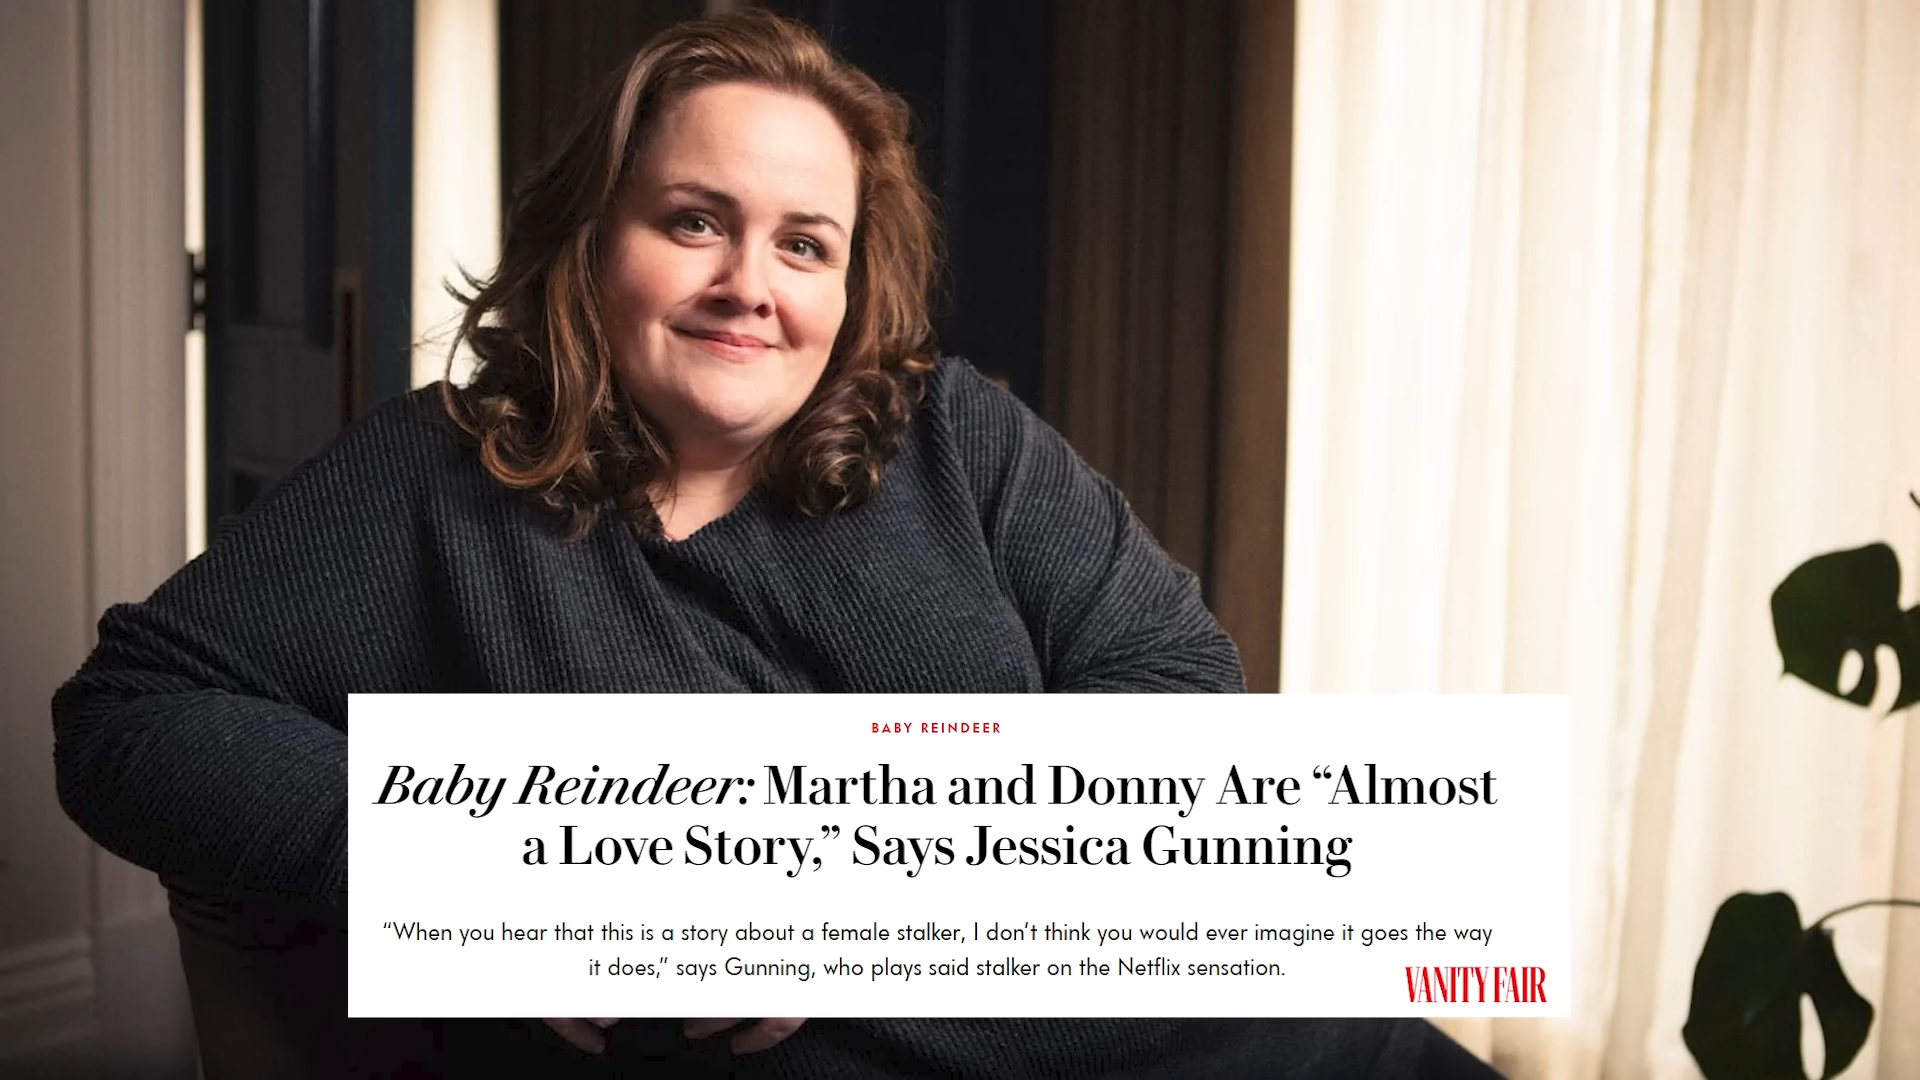 BABY REINDEER
Baby Reindeer: Martha and Donny Are “Almost
a Love Story,” Says Jessica Gunning
“When you hear that this is a story about a female stalker, I don’t think you would ever imagine it goes the way
it does,” says Gunning, who plays said stalker on the Netflix sensation.
VANITY FAIR